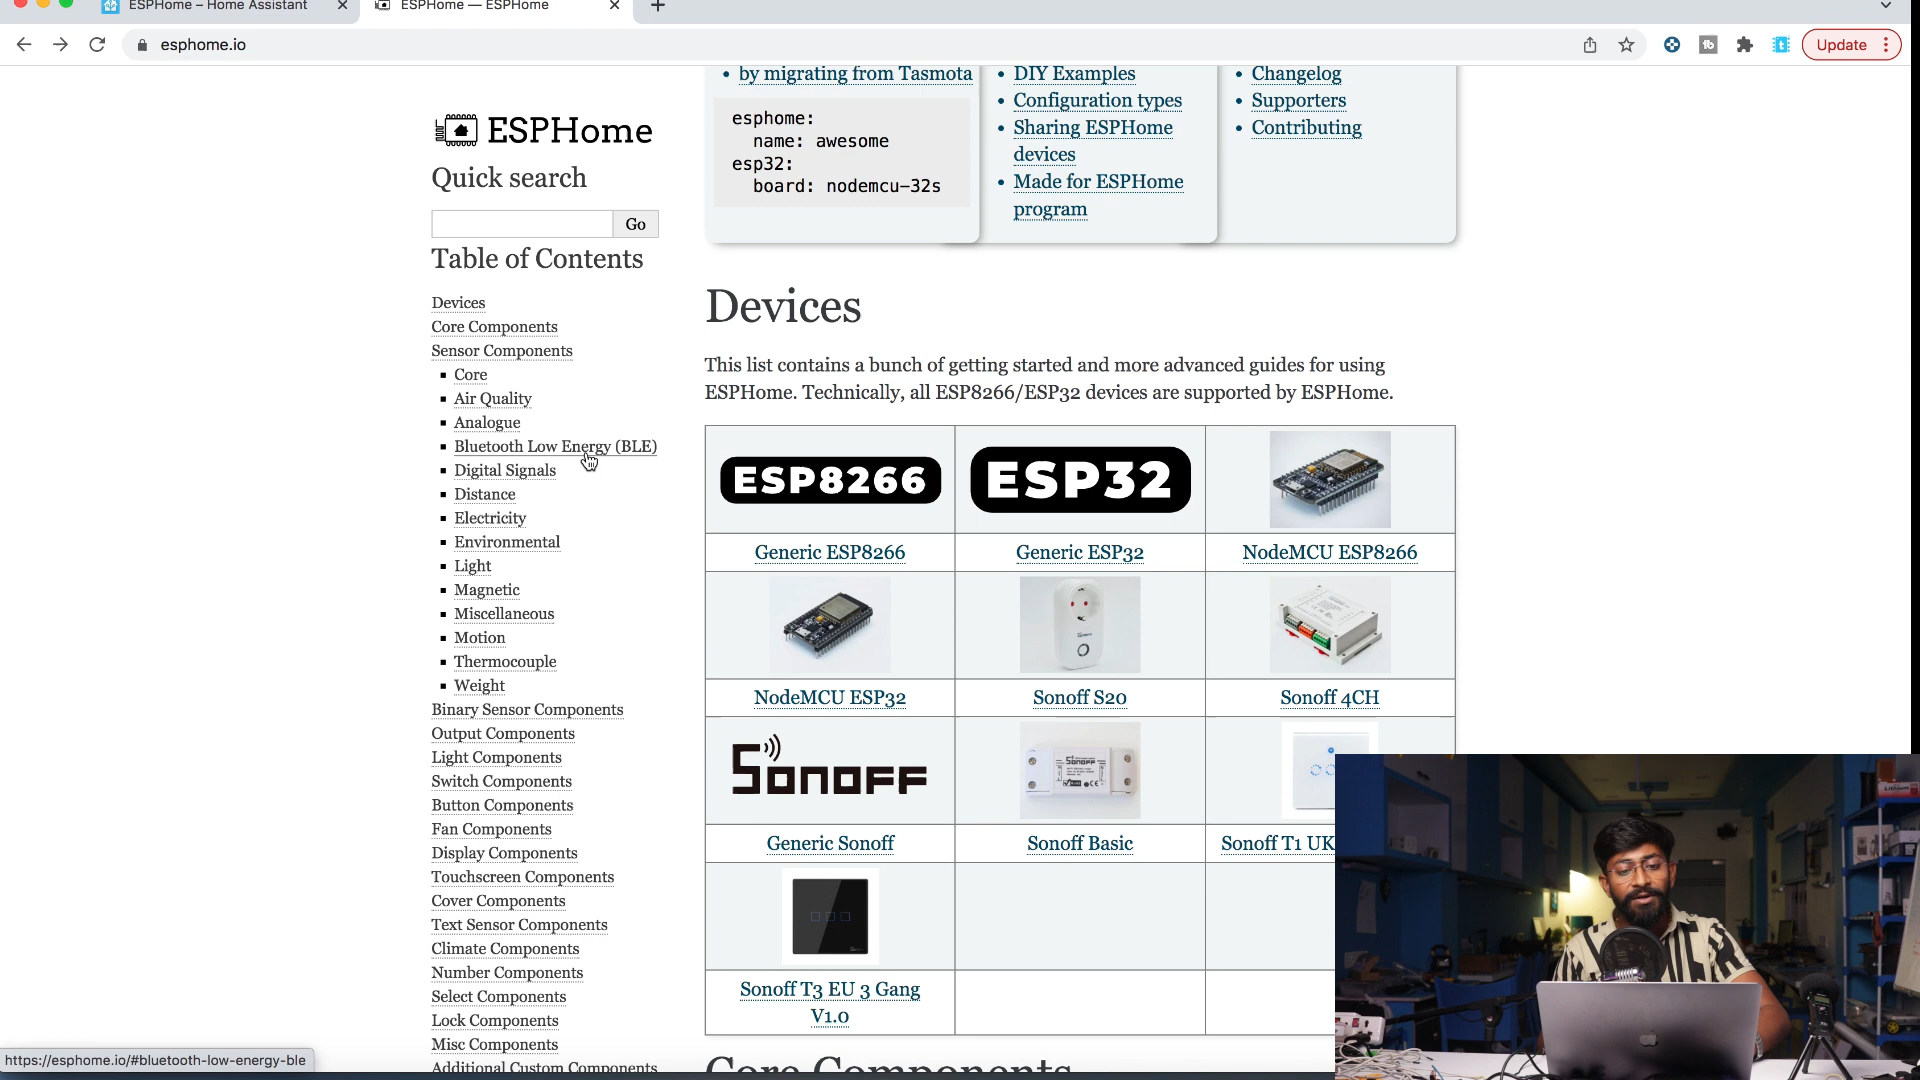 ESPHome – Home Assistant
ESPHome — ESPHome
esphome.io
Update
ESPHome
Quick search
Go
Table of Contents
Devices
Core Components
Sensor Components
Core
Air Quality
Analogue
Bluetooth Low Energy (BLE)
Digital Signals
Distance
Electricity
Environmental
Light
Magnetic
Miscellaneous
Motion
Thermocouple
Weight
Binary Sensor Components
Output Components
Light Components
Switch Components
Button Components
Fan Components
Display Components
Touchscreen Components
Cover Components
Text Sensor Components
Climate Components
Number Components
Select Components
Lock Components
Misc Components
Additional Custom Components
by migrating from Tasmota
esphome:
name: awesome
esp32:
board: nodemcu-32s
DIY Examples
Configuration types
Sharing ESPHome
devices
Made for ESPHome
program
Changelog
Supporters
Contributing
Devices
This list contains a bunch of getting started and more advanced guides for using
ESPHome. Technically, all ESP8266/ESP32 devices are supported by ESPHome.
ESP8266
ESP32
Generic ESP8266
Generic ESP32
NodeMCU ESP8266
NodeMCU ESP32
Sonoff S20
Sonoff 4CH
SONOFF
SONOFF
Generic Sonoff
Sonoff Basic
Sonoff T1 UK
Sonoff T3 EU 3 Gang
V1.0
Core Components
https://esphome.io/#bluetooth-low-energy-ble